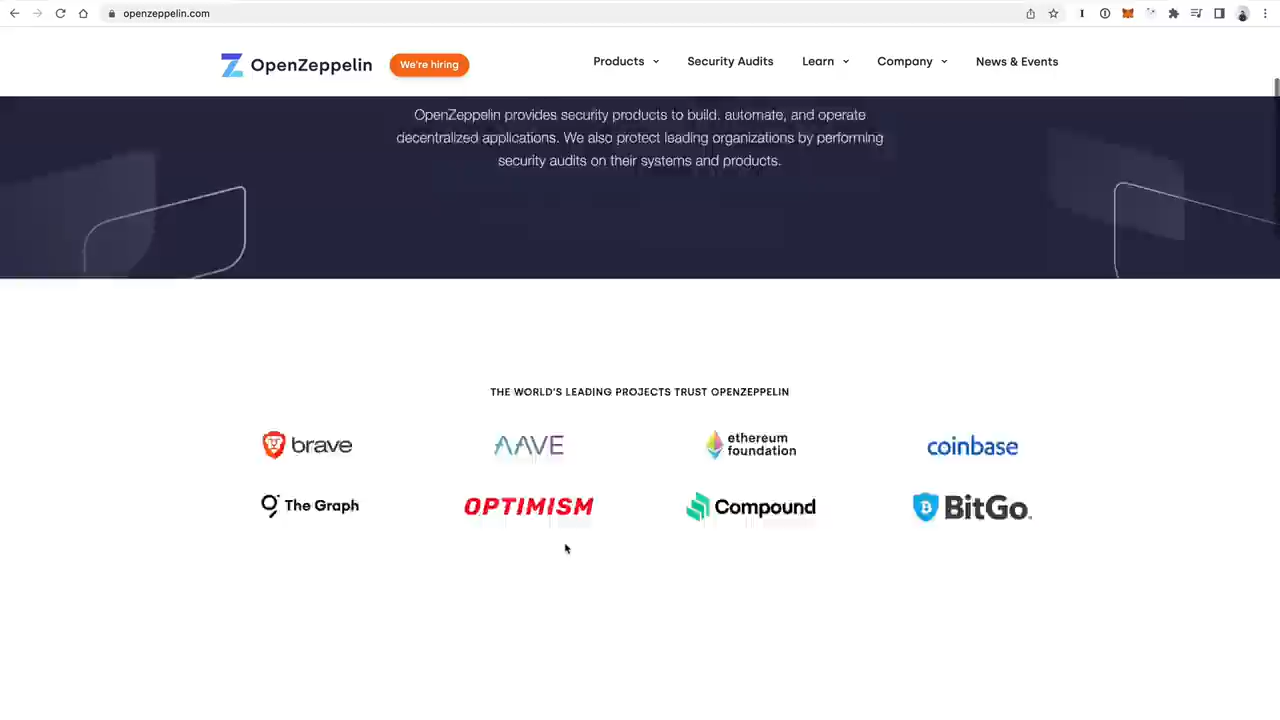 openzeppelin.com
OpenZeppelin
We're hiring
Products
Security Audits
Learn
Company
News & Events
OpenZeppelin provides security products to build. automate, and operate
decentralized applications. We also protect leading organizations by performing
security audits on their systems and products.
THE WORLD'S LEADING PROJECTS TRUST OPENZEPPELIN
brave
AAVE
ethereum
foundation
coinbase
The Graph
OPTIMISM
Compound
BitGo.